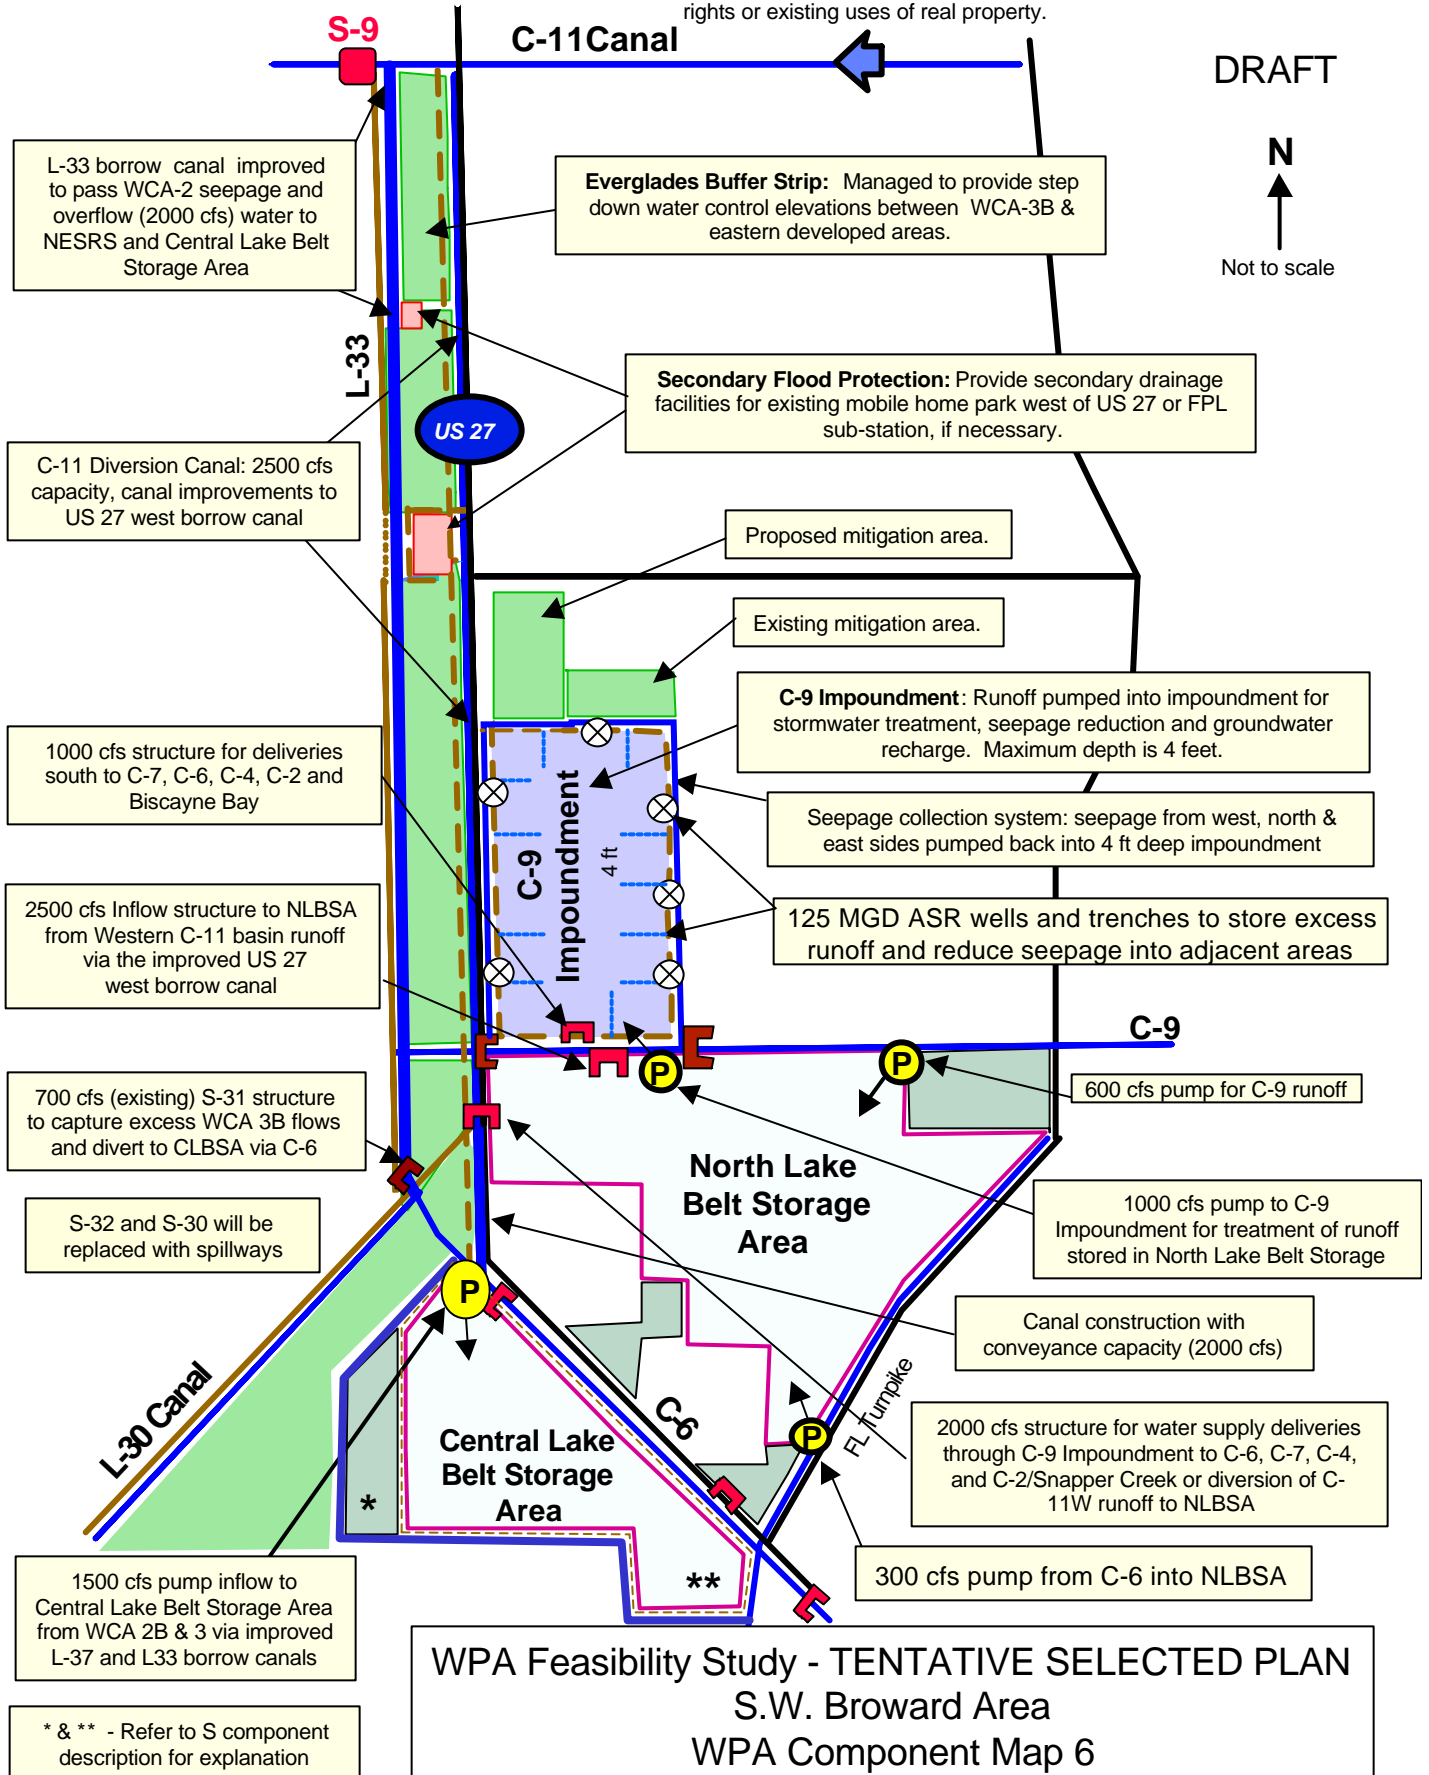 rights or existing uses of real property.
S-9
C-11Canal
DRAFT
N
Not to scale
L-33 borrow canal improved
to pass WCA-2 seepage and
overflow (2000 cfs) water to
NESRS and Central Lake Belt
Storage Area
Everglades Buffer Strip: Managed to provide step
down water control elevations between WCA-3B &
eastern developed areas.
L-33
Secondary Flood Protection: Provide secondary drainage
facilities for existing mobile home park west of US 27 or FPL
sub-station, if necessary.
US 27
C-11 Diversion Canal: 2500 cfs
capacity, canal improvements to
US 27 west borrow canal
Proposed mitigation area.
Existing mitigation area.
C-9 Impoundment: Runoff pumped into impoundment for
stormwater treatment, seepage reduction and groundwater
recharge. Maximum depth is 4 feet.
1000 cfs structure for deliveries
south to C-7, C-6, C-4, C-2 and
Biscayne Bay
C-9
Impoundment
4 ft
Seepage collection system: seepage from west, north &
east sides pumped back into 4 ft deep impoundment
2500 cfs Inflow structure to NLBSA
from Western C-11 basin runoff
via the improved US 27
west borrow canal
125 MGD ASR wells and trenches to store excess
runoff and reduce seepage into adjacent areas
C-9
P
P
600 cfs pump for C-9 runoff
700 cfs (existing) S-31 structure
to capture excess WCA 3B flows
and divert to CLBSA via C-6
North Lake
Belt Storage
Area
S-32 and S-30 will be
replaced with spillways
1000 cfs pump to C-9
Impoundment for treatment of runoff
stored in North Lake Belt Storage
P
Canal construction with
conveyance capacity (2000 cfs)
L-30 Canal
C-6
FL Turnpike
P
Central Lake
Belt Storage
Area
2000 cfs structure for water supply deliveries
through C-9 Impoundment to C-6, C-7, C-4,
and C-2/Snapper Creek or diversion of C-
11W runoff to NLBSA
*
**
300 cfs pump from C-6 into NLBSA
1500 cfs pump inflow to
Central Lake Belt Storage Area
from WCA 2B & 3 via improved
L-37 and L33 borrow canals
WPA Feasibility Study - TENTATIVE SELECTED PLAN
S.W. Broward Area
WPA Component Map 6
* & ** - Refer to S component
description for explanation